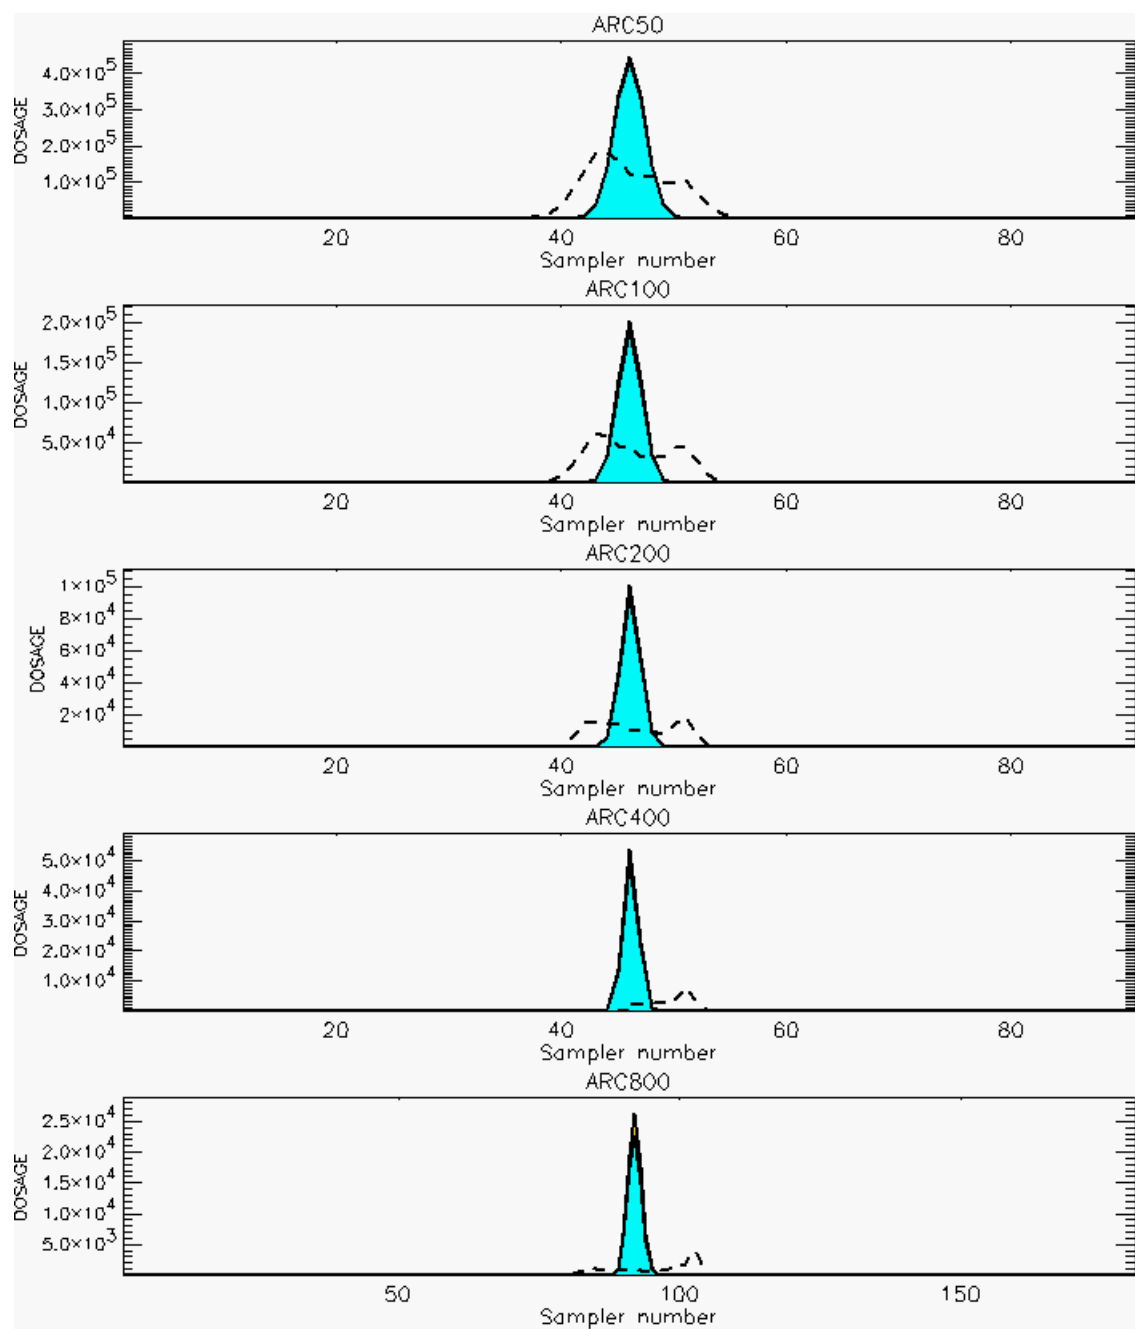 ARC50
4.0×10^5
3.0×10^5
2.0×10^5
1.0×10^5
DOSAGE
20 40 60 80
Sampler number
ARC100
2.0×10^5
1.5×10^5
1.0×10^5
5.0×10^4
DOSAGE
20 40 60 80
Sampler number
ARC200
1×10^5
8×10^4
6×10^4
4×10^4
2×10^4
DOSAGE
20 40 60 80
Sampler number
ARC400
5.0×10^4
4.0×10^4
3.0×10^4
2.0×10^4
1.0×10^4
DOSAGE
20 40 60 80
Sampler number
ARC800
2.5×10^4
2.0×10^4
1.5×10^4
1.0×10^4
5.0×10^3
DOSAGE
50 100 150
Sampler number